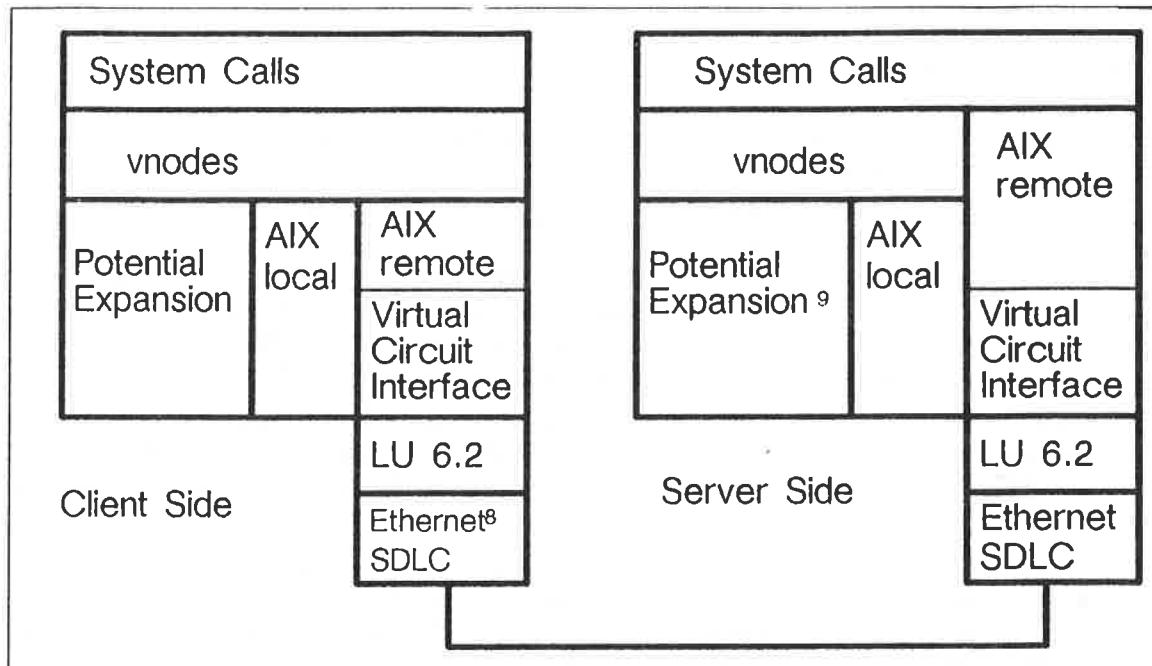 System Calls
vnodes
Potential
Expansion
AIX
local
AIX
remote
Virtual
Circuit
Interface
LU 6.2
Ethernet⁸
SDLC
Client Side
System Calls
vnodes
AIX
remote
Potential
Expansion ⁹
AIX
local
Virtual
Circuit
Interface
LU 6.2
Ethernet
SDLC
Server Side